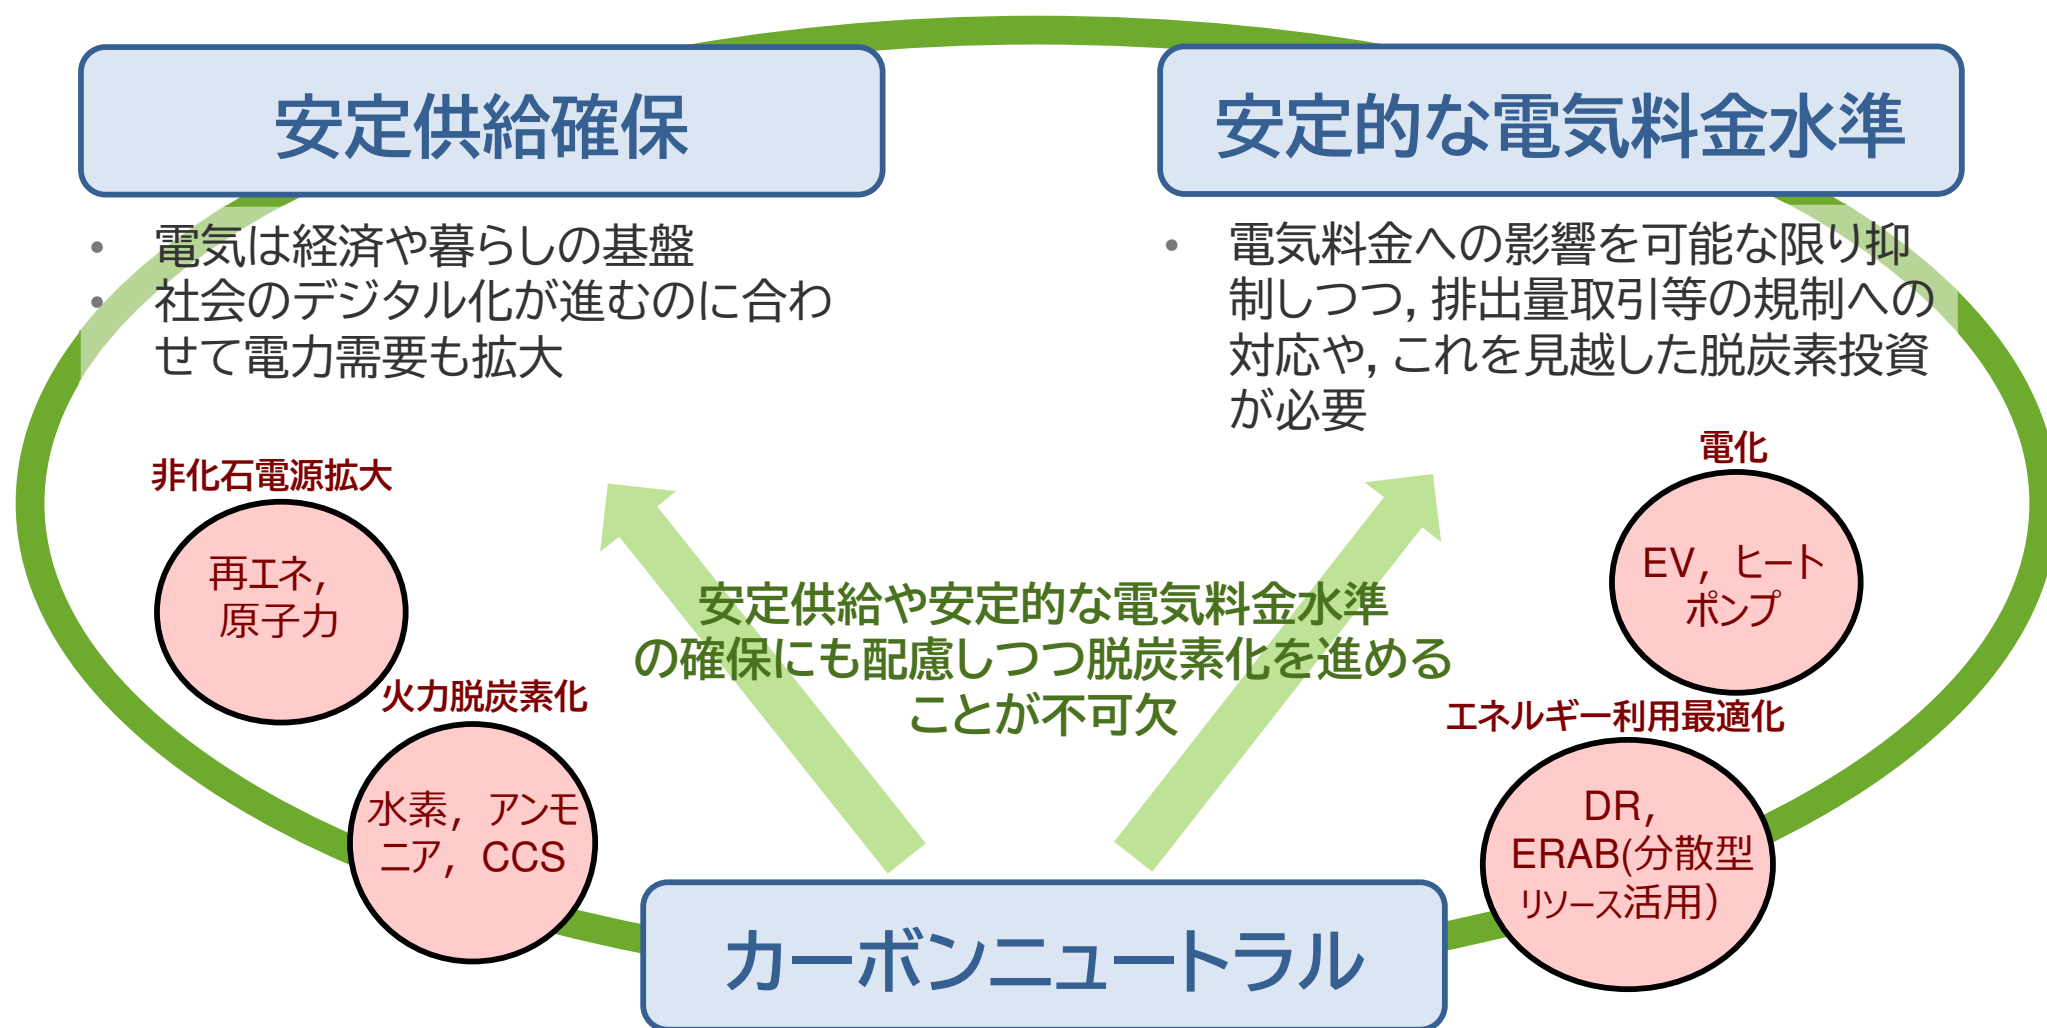 安定供給確保
安定的な電気料金水準
• 電気は経済や暮らしの基盤
• 社会のデジタル化が進むのに合わ
せて電力需要も拡大
• 電気料金への影響を可能な限り抑
制しつつ, 排出量取引等の規制への
対応や, これを見越した脱炭素投資
が必要
非化石電源拡大
再エネ,
原子力
火力脱炭素化
水素, アンモ
ニア, CCS
安定供給や安定的な電気料金水準
の確保にも配慮しつつ脱炭素化を進める
ことが不可欠
電化
EV, ヒート
ポンプ
エネルギー利用最適化
DR,
ERAB(分散型
リソース活用）
カーボンニュートラル